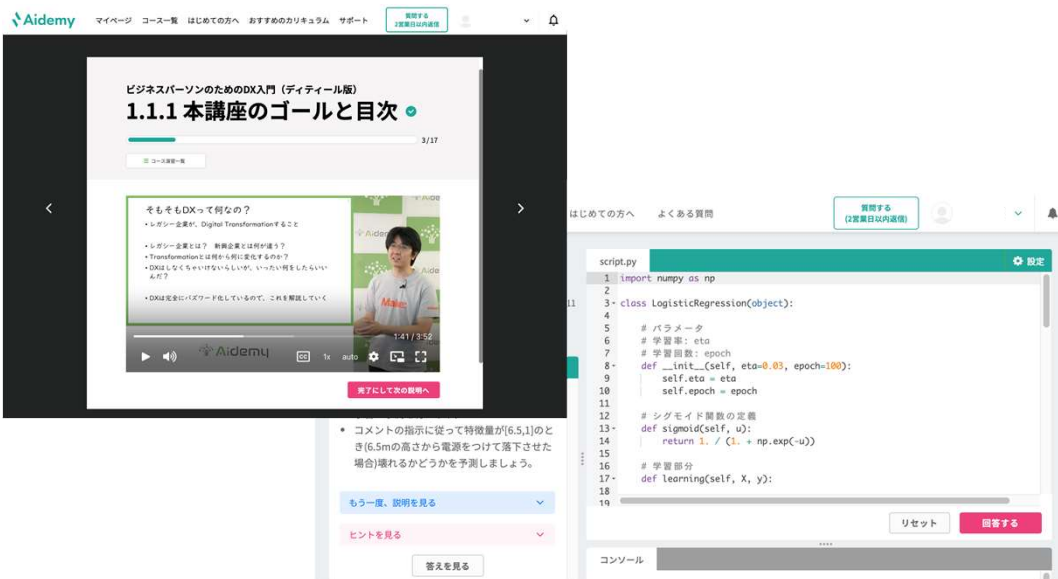 Aidemy
マイページ コース一覧 はじめての方へ おすすめのカリキュラム サポート
質問する
2営業日以内返信
ビジネスパーソンのためのDX入門（ディティール版）
1.1.1 本講座のゴールと目次
3/17
コース演習一覧
そもそもDXって何なの？
• レガシー企業が、Digital Transformationすること
• レガシー企業とは？ 新興企業とは何が違う？
• Transformationとは何から何に変化するのか？
• DXはしなくちゃいけないらしいが、いったい何をしたらいいんだ？
• DXは完全にバズワード化しているので、これを解説していく
Aidemy
1:41 / 3:52
CC 1x auto
完了にして次の説明へ
はじめての方へ よくある質問
質問する
(2営業日以内返信)
script.py
設定
11
1 import numpy as np
2
3 class LogisticRegression(object):
4
5 # パラメータ
6 # 学習率: eta
7 # 学習回数: epoch
8 def __init__(self, eta=0.03, epoch=100):
9 self.eta = eta
10 self.epoch = epoch
11
12 # シグモイド関数の定義
13 def sigmoid(self, u):
14 return 1. / (1. + np.exp(-u))
15
16 # 学習部分
17 def learning(self, X, y):
18
19
• コメントの指示に従って特徴量が[6.5,1]のと
き(6.5mの高さから電源をつけて落下させた
場合)壊れるかどうかを予測しましょう。
もう一度、説明を見る
ヒントを見る
答えを見る
リセット 回答する
コンソール